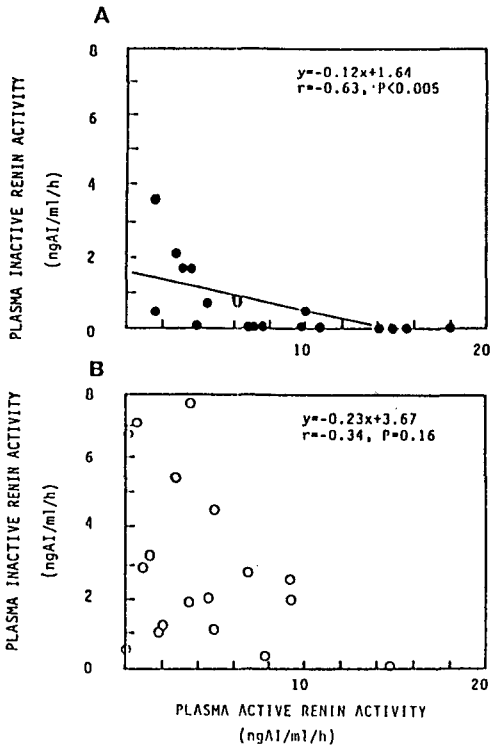 A
8
6
4
2
0
PLASMA INACTIVE RENIN ACTIVITY
(ngAI/ml/h)
y=-0.12x+1.64
r=-0.63, P<0.005
10
20
B
8
6
4
2
0
PLASMA INACTIVE RENIN ACTIVITY
(ngAI/ml/h)
y=-0.23x+3.67
r=-0.34, P=0.16
10
20
PLASMA ACTIVE RENIN ACTIVITY
(ngAI/ml/h)